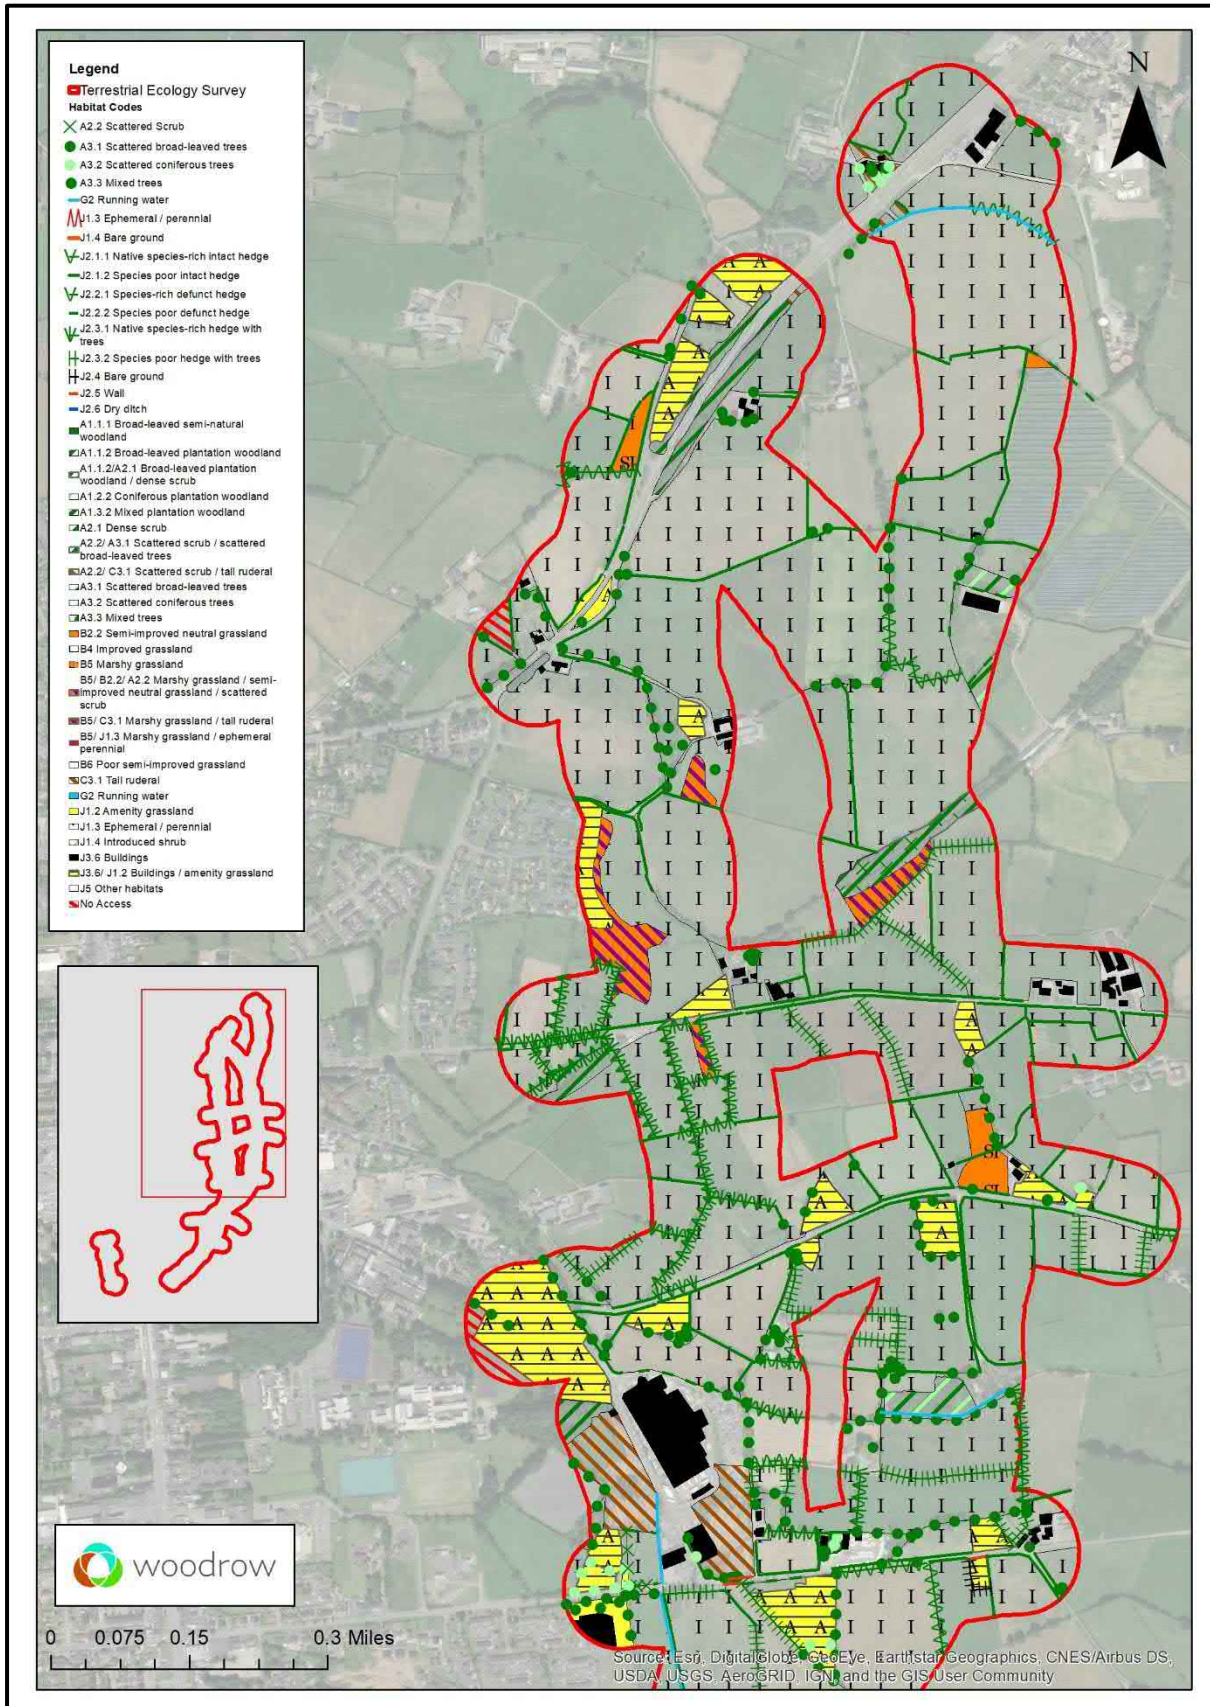 Legend
Terrestrial Ecology Survey
Habitat Codes
A2.2 Scattered Scrub
A3.1 Scattered broad-leaved trees
A3.2 Scattered coniferous trees
A3.3 Mixed trees
G2 Running water
J1.3 Ephemeral / perennial
J1.4 Bare ground
J2.1.1 Native species-rich intact hedge
J2.1.2 Species poor intact hedge
J2.2.1 Species-rich defunct hedge
J2.2.2 Species poor defunct hedge
J2.3.1 Native species-rich hedge with
trees
J2.3.2 Species poor hedge with trees
J2.4 Bare ground
J2.5 Wall
J2.6 Dry ditch
A1.1.1 Broad-leaved semi-natural
woodland
A1.1.2 Broad-leaved plantation woodland
A1.1.2/A2.1 Broad-leaved plantation
woodland / dense scrub
A1.2.2 Coniferous plantation woodland
A1.3.2 Mixed plantation woodland
A2.1 Dense scrub
A2.2/ A3.1 Scattered scrub / scattered
broad-leaved trees
A2.2/ C3.1 Scattered scrub / tall ruderal
A3.1 Scattered broad-leaved trees
A3.2 Scattered coniferous trees
A3.3 Mixed trees
B2.2 Semi-improved neutral grassland
B4 Improved grassland
B5 Marshy grassland
B5/ B2.2/ A2.2 Marshy grassland / semi-
improved neutral grassland / scattered
scrub
B5/ C3.1 Marshy grassland / tall ruderal
B5/ J1.3 Marshy grassland / ephemeral
perennial
B6 Poor semi-improved grassland
C3.1 Tall ruderal
G2 Running water
J1.2 Amenity grassland
J1.3 Ephemeral / perennial
J1.4 Introduced shrub
J3.6 Buildings
J3.6/ J1.2 Buildings / amenity grassland
J5 Other habitats
No Access
N
woodrow
0 0.075 0.15 0.3 Miles
Source: Esri, DigitalGlobe, GeoEye, Earthstar Geographics, CNES/Airbus DS,
USDA, USGS, AeroGRID, IGN, and the GIS User Community